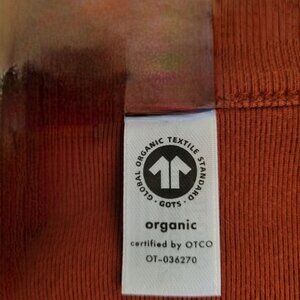 GLOBAL ORGANIC TEXTILE STANDARD
· GOTS ·
organic
certified by OTCO
OT-036270